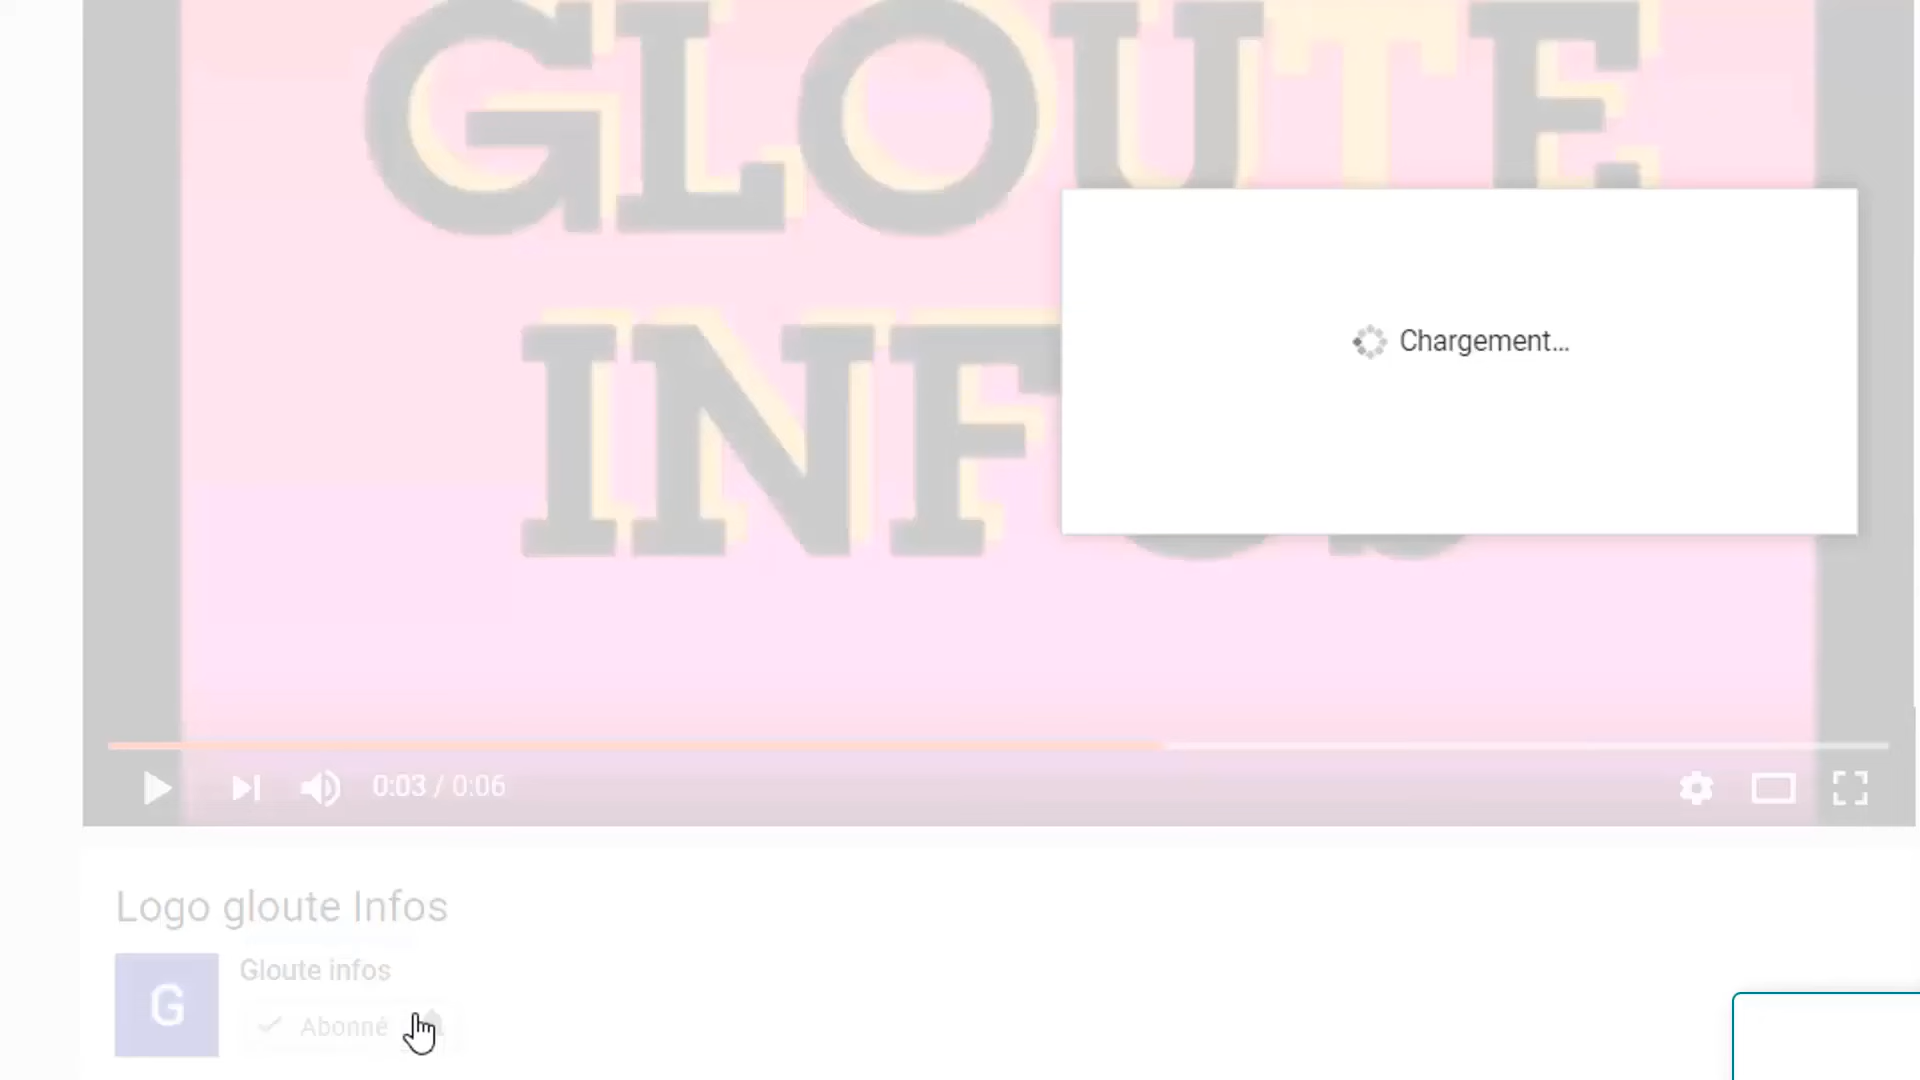 GLOUTE
INF
Chargement...
0:03 / 0:06
Logo gloute Infos
G
Gloute infos
Abonné